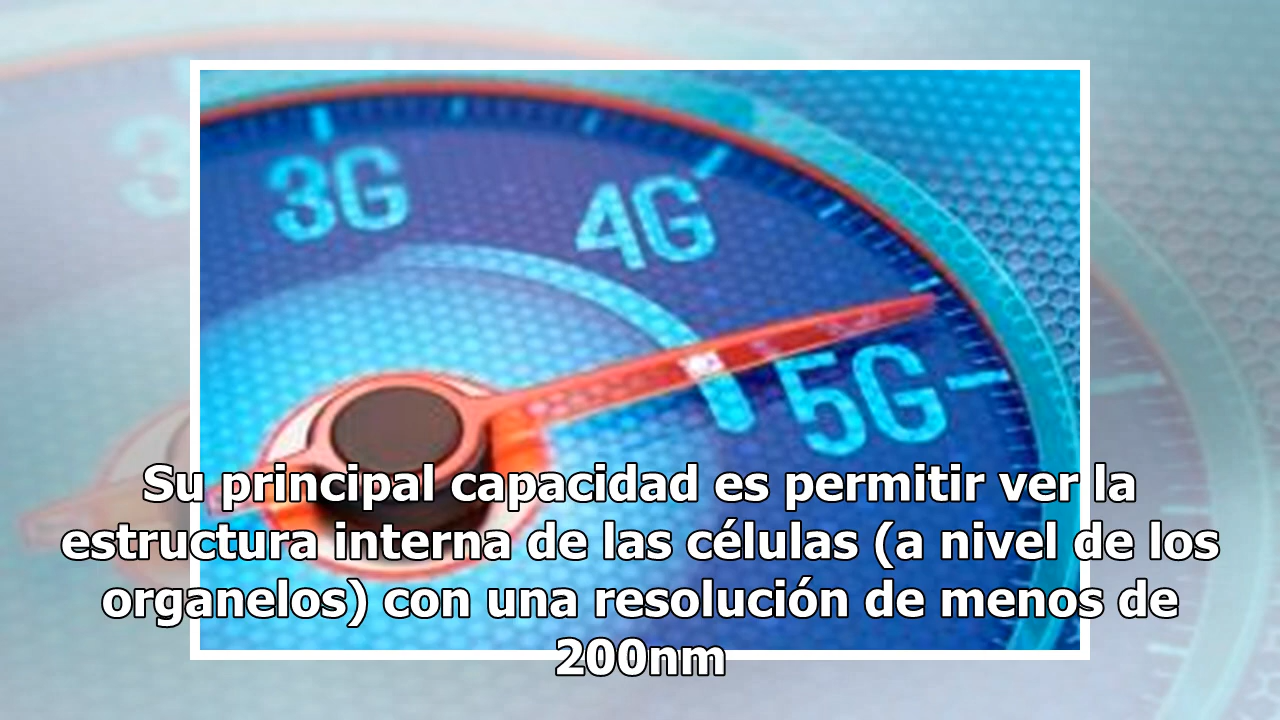 3
3G
4G
5G
Su principal capacidad es permitir ver la
estructura interna de las células (a nivel de los
organelos) con una resolución de menos de
200nm